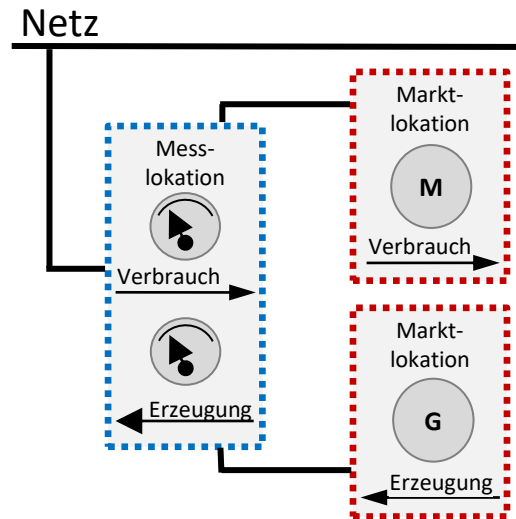 Netz
Mess-
lokation
Verbrauch
Erzeugung
Markt-
lokation
M
Verbrauch
Markt-
lokation
G
Erzeugung